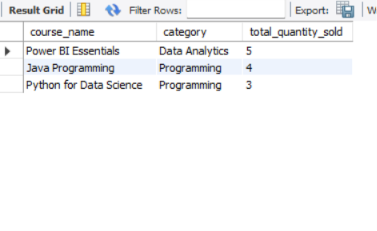 Result Grid Filter Rows: Export:
course_name category total_quantity_sold
Power BI Essentials Data Analytics 5
Java Programming Programming 4
Python for Data Science Programming 3